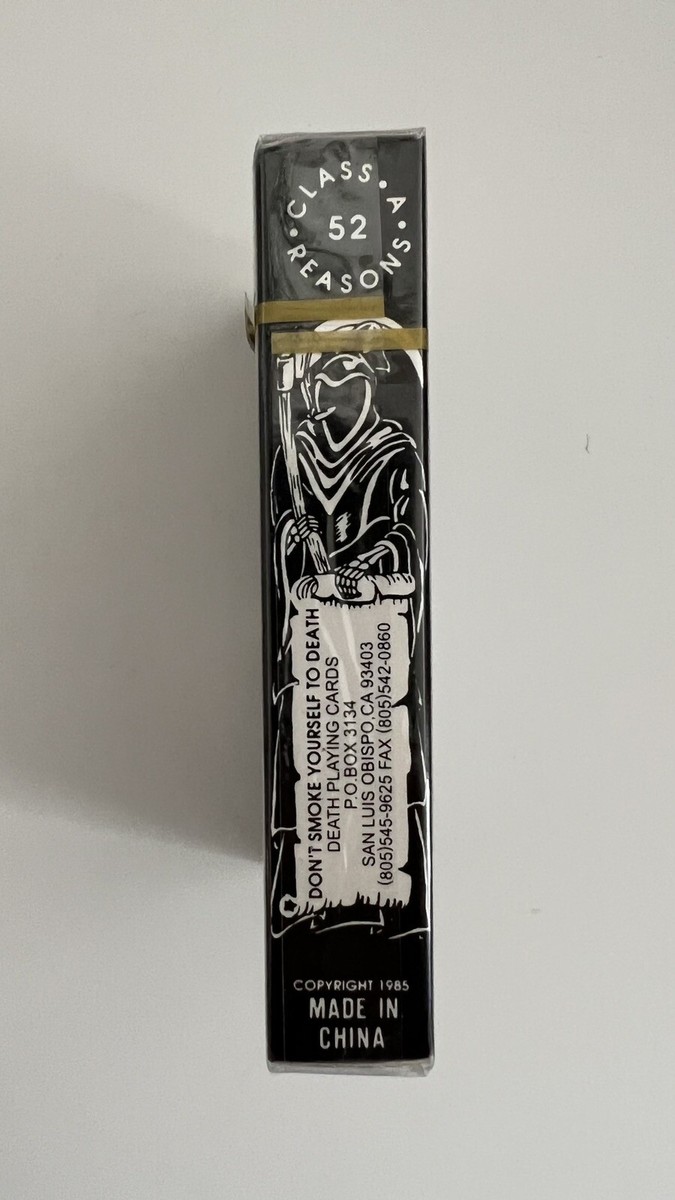 CLASS • A •
52
• REASONS
DON'T SMOKE YOURSELF TO DEATH
DEATH PLAYING CARDS
P.O.BOX 3134
SAN LUIS OBISPO,CA 93403
(805)545-9625 FAX (805)542-0860
COPYRIGHT 1985
MADE IN
CHINA